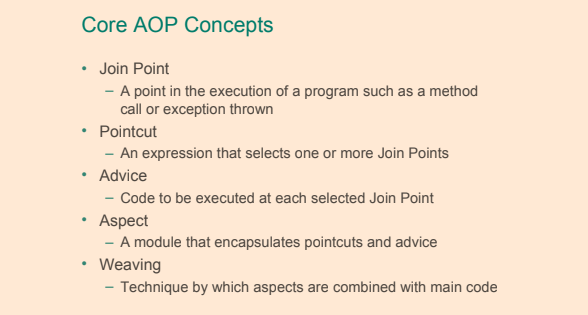 Core AOP Concepts
• Join Point
– A point in the execution of a program such as a method
call or exception thrown
• Pointcut
– An expression that selects one or more Join Points
• Advice
– Code to be executed at each selected Join Point
• Aspect
– A module that encapsulates pointcuts and advice
• Weaving
– Technique by which aspects are combined with main code